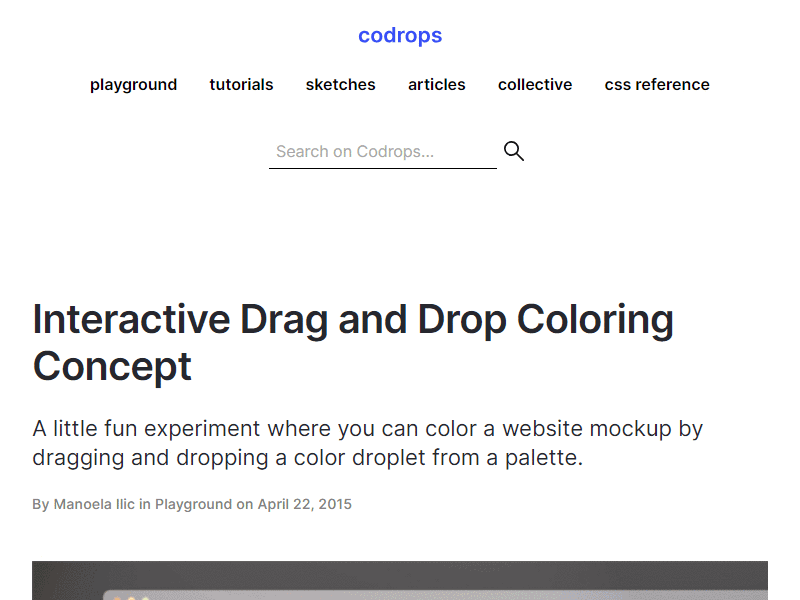 codrops
playground tutorials sketches articles collective css reference
Search on Codrops...
Interactive Drag and Drop Coloring
Concept
A little fun experiment where you can color a website mockup by
dragging and dropping a color droplet from a palette.
By Manoela Ilic in Playground on April 22, 2015